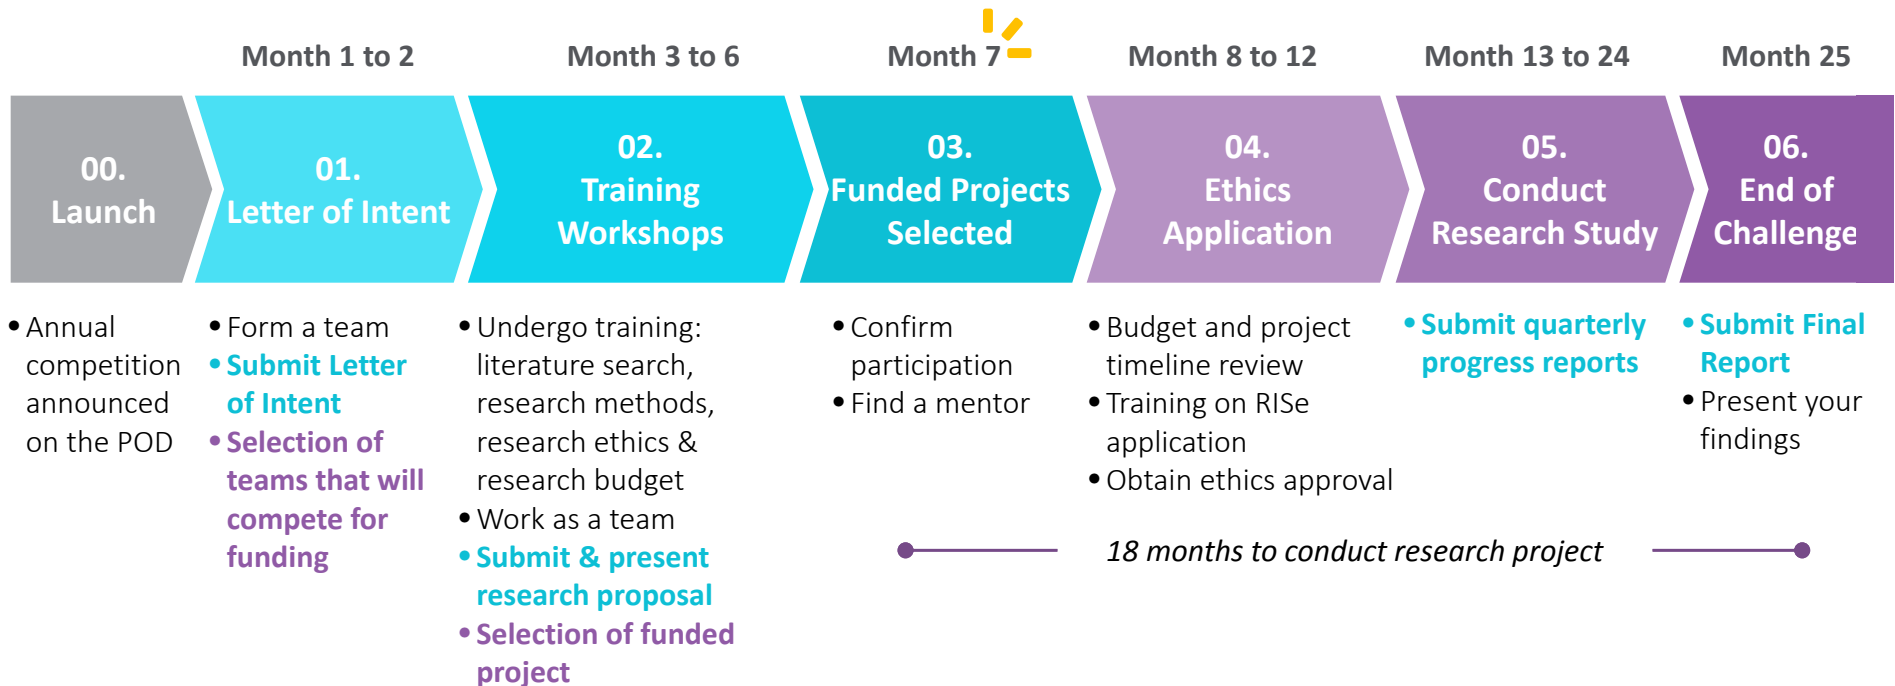 Month 1 to 2
Month 3 to 6
Month 7
Month 8 to 12
Month 13 to 24
Month 25
00.
Launch
01.
Letter of Intent
02.
Training
Workshops
03.
Funded Projects
Selected
04.
Ethics
Application
05.
Conduct
Research Study
06.
End of
Challenge
• Annual
competition
announced
on the POD
• Form a team
• Submit Letter
of Intent
• Selection of
teams that will
compete for
funding
• Undergo training:
literature search,
research methods,
research ethics &
research budget
• Work as a team
• Submit & present
research proposal
• Selection of funded
project
• Confirm
participation
• Find a mentor
• Budget and project
timeline review
• Training on RISe
application
• Obtain ethics approval
• Submit quarterly
progress reports
• Submit Final
Report
• Present your
findings
18 months to conduct research project